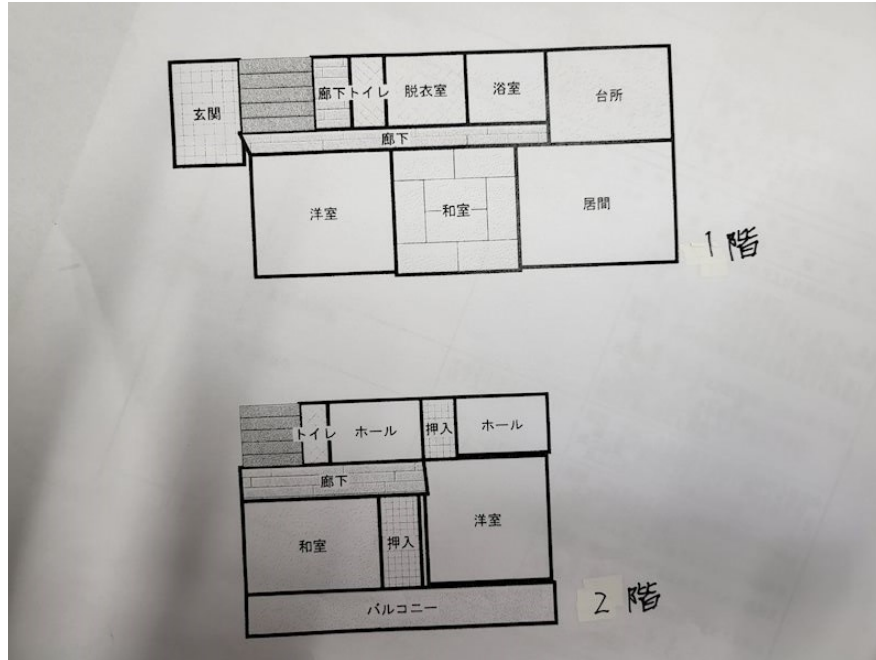 玄関
廊下
トイレ
脱衣室
浴室
台所
廊下
洋室
和室
居間
1階
トイレ
ホール
押入
ホール
廊下
和室
押入
洋室
バルコニー
2階